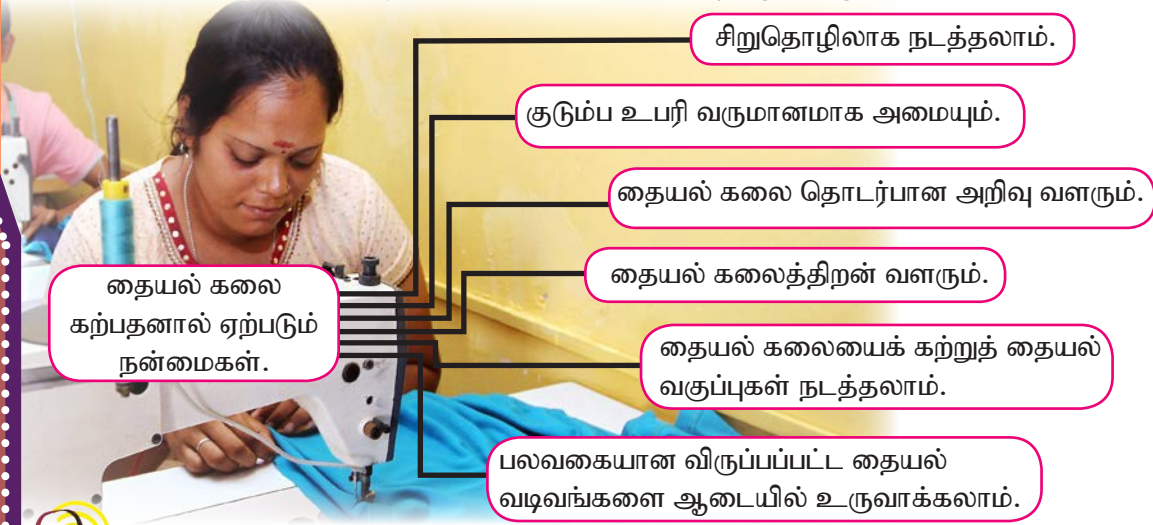 சிறுதொழிலாக நடத்தலாம்.
குடும்ப உபரி வருமானமாக அமையும்.
தையல் கலை தொடர்பான அறிவு வளரும்.
தையல் கலைத்திறன் வளரும்.
தையல் கலை
கற்பதனால் ஏற்படும்
நன்மைகள்.
தையல் கலையைக் கற்றுத் தையல்
வகுப்புகள் நடத்தலாம்.
பலவகையான விருப்பப்பட்ட தையல்
வடிவங்களை ஆடையில் உருவாக்கலாம்.